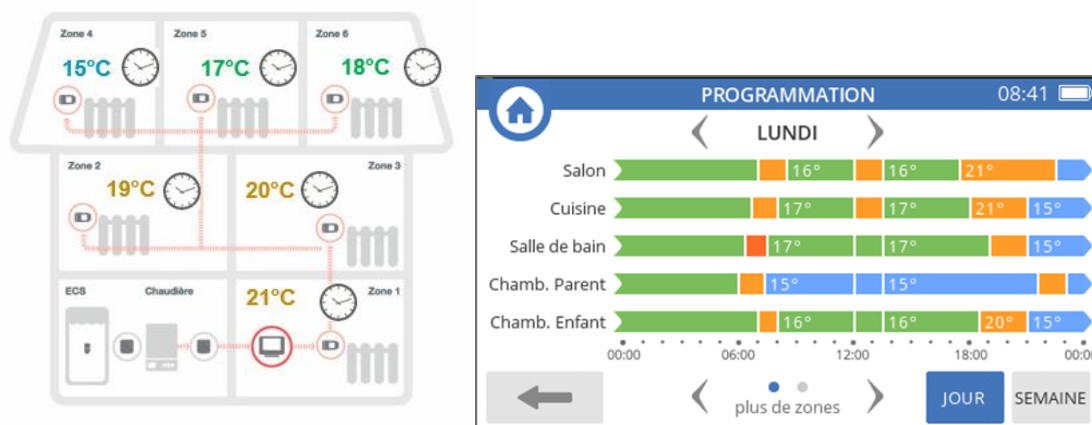 Zone 4
Zone 5
Zone 6
15°C
17°C
18°C
Zone 2
Zone 3
19°C
20°C
ECS
Chaudière
21°C
Zone 1
PROGRAMMATION
08:41
LUNDI
Salon
16°
16°
21°
Cuisine
17°
17°
21°
15°
Salle de bain
17°
17°
15°
Chamb. Parent
15°
15°
Chamb. Enfant
16°
16°
20°
15°
00:00
06:00
12:00
18:00
00:0
plus de zones
JOUR
SEMAINE